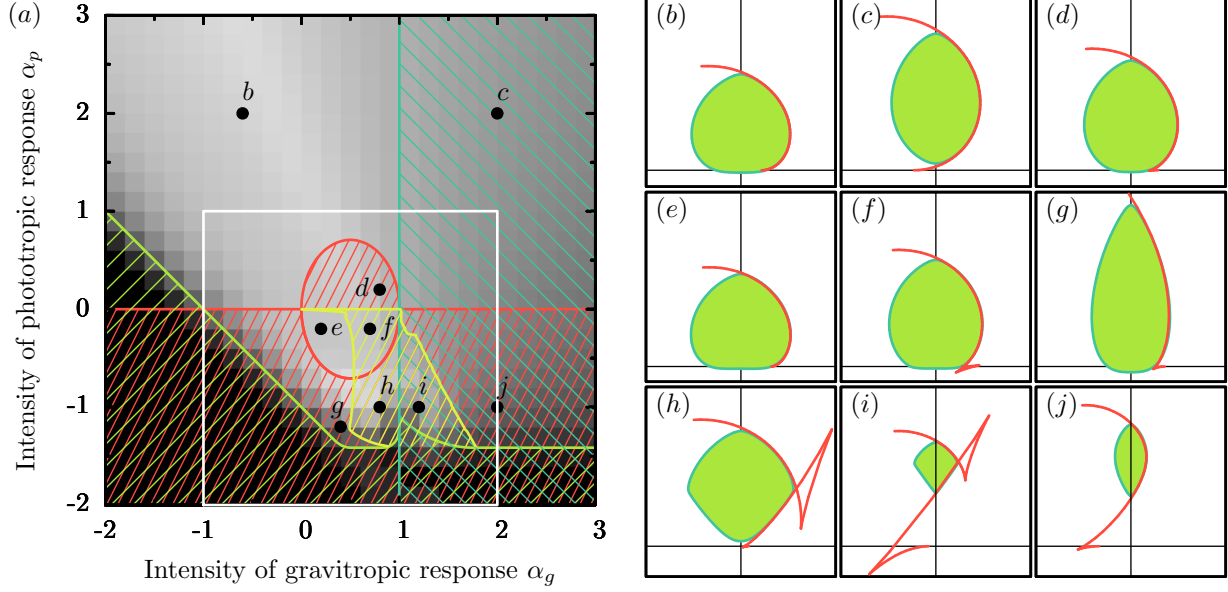 (a)
3
2
1
0
-1
-2
-2
-1
0
1
2
3
Intensity of phototropic response αp
Intensity of gravitropic response αg
b
c
d
e
f
g
h
i
j
(b)
(c)
(d)
(e)
(f)
(g)
(h)
(i)
(j)